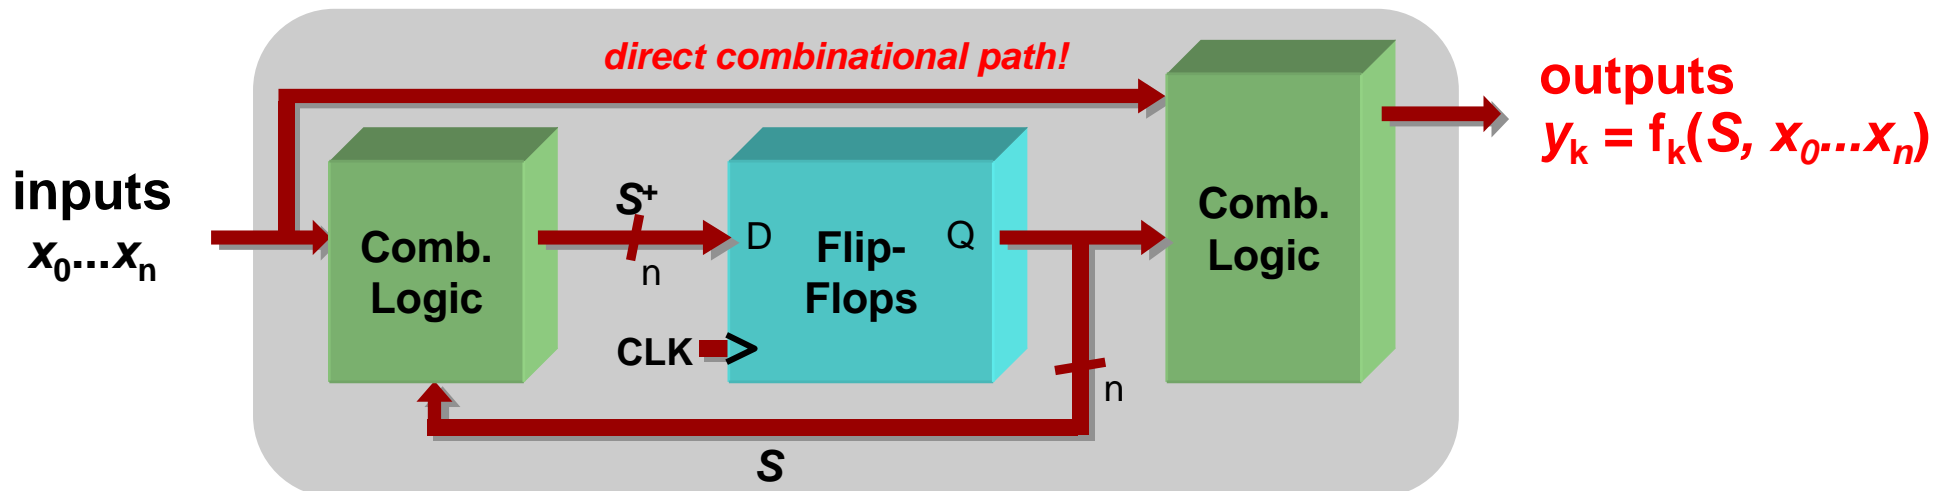 direct combinational path!
outputs
yk = fk(S, x0...xn)
inputs
x0...xn
Comb.
Logic
S+
n
D
Flip-
Flops
Q
CLK
Comb.
Logic
n
S